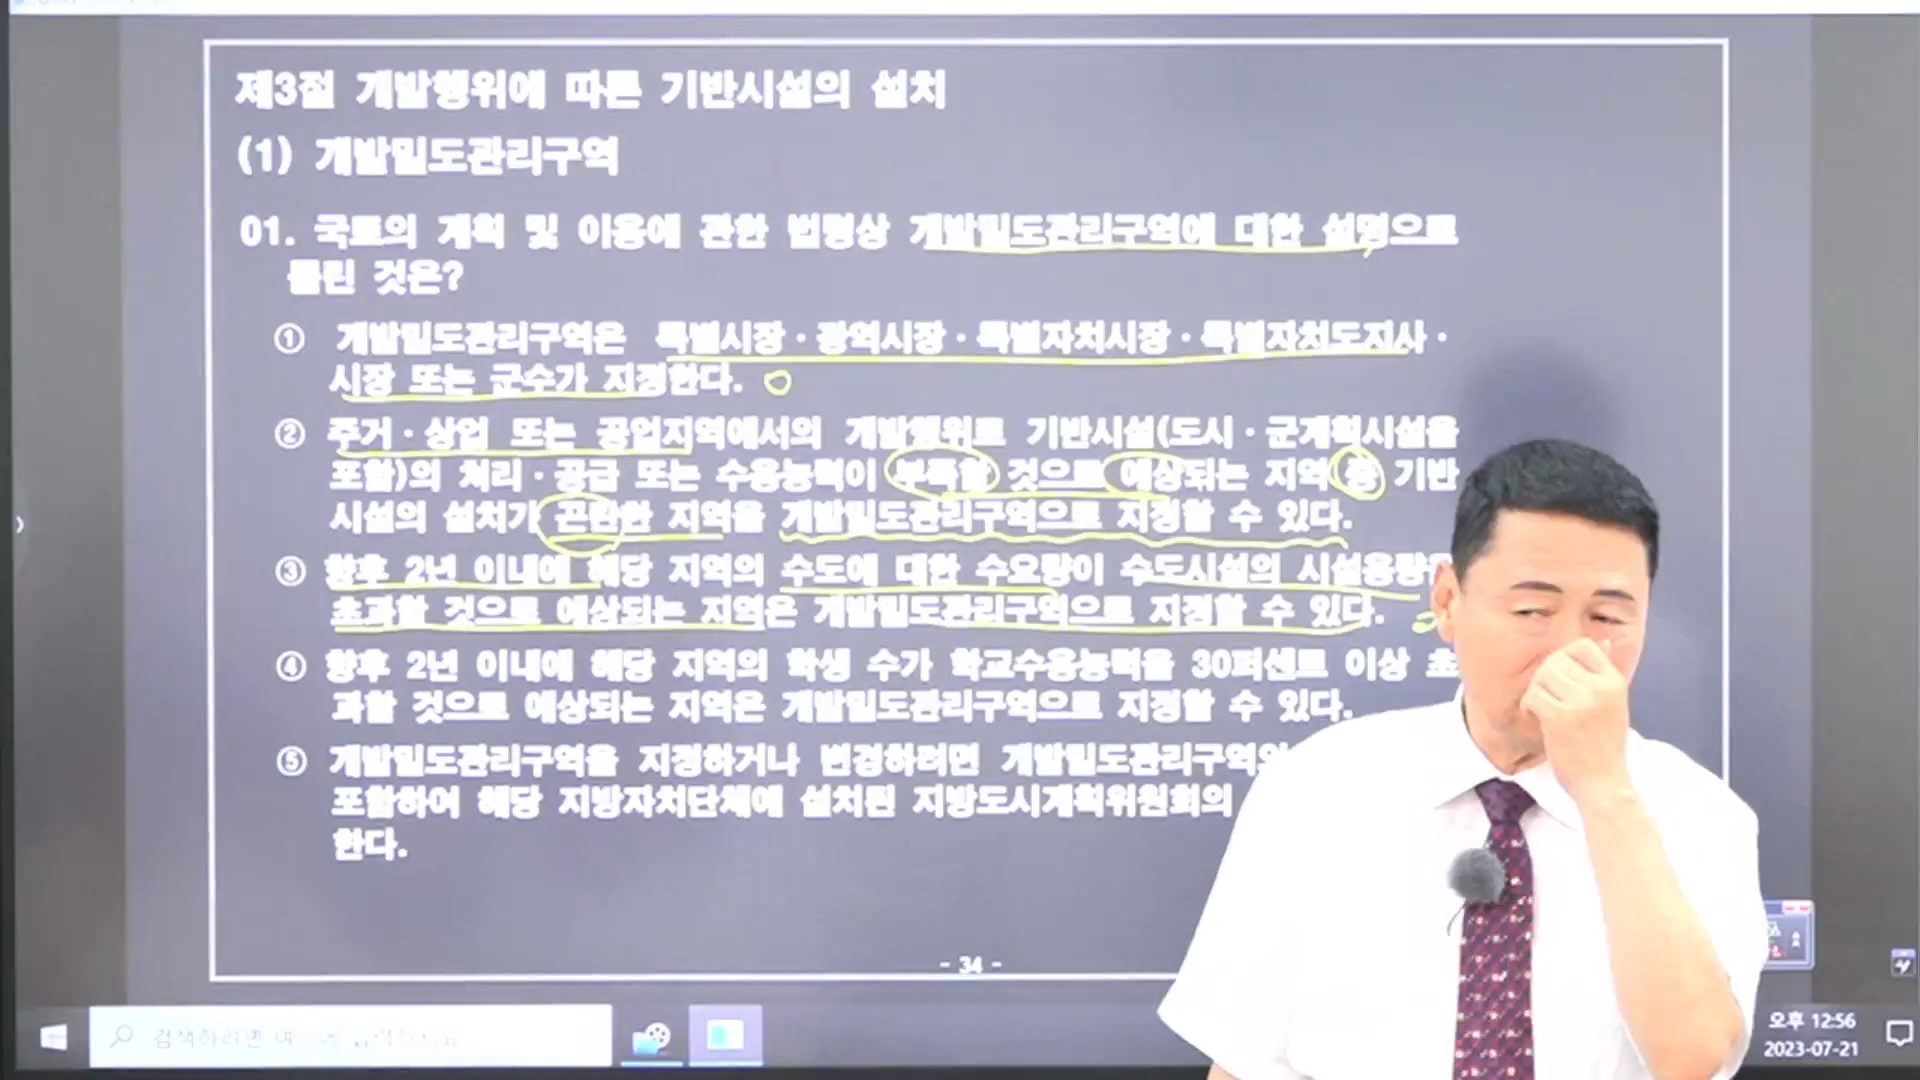 제3절 개발행위에 따른 기반시설의 설치
(1) 개발밀도관리구역
01. 국토의 계획 및 이용에 관한 법령상 개발밀도관리구역에 대한 설명으로
틀린 것은?
① 개발밀도관리구역은 특별시장·광역시장·특별자치시장·특별자치도지사·
시장 또는 군수가 지정한다.
② 주거·상업 또는 공업지역에서의 개발행위로 기반시설(도시·군계획시설을
포함)의 처리·공급 또는 수용능력이 부족할 것으로 예상되는 지역 중 기반
시설의 설치가 곤란한 지역을 개발밀도관리구역으로 지정할 수 있다.
③ 향후 2년 이내에 해당 지역의 수도에 대한 수요량이 수도시설의 시설용량을
초과할 것으로 예상되는 지역은 개발밀도관리구역으로 지정할 수 있다.
④ 향후 2년 이내에 해당 지역의 학생 수가 학교수용능력을 30퍼센트 이상 초
과할 것으로 예상되는 지역은 개발밀도관리구역으로 지정할 수 있다.
⑤ 개발밀도관리구역을 지정하거나 변경하려면 개발밀도관리구역의
포함하여 해당 지방자치단체에 설치된 지방도시계획위원회의
한다.
- 34 -
검색하려면 여기에 입력하세요
오후 12:56
2023-07-21